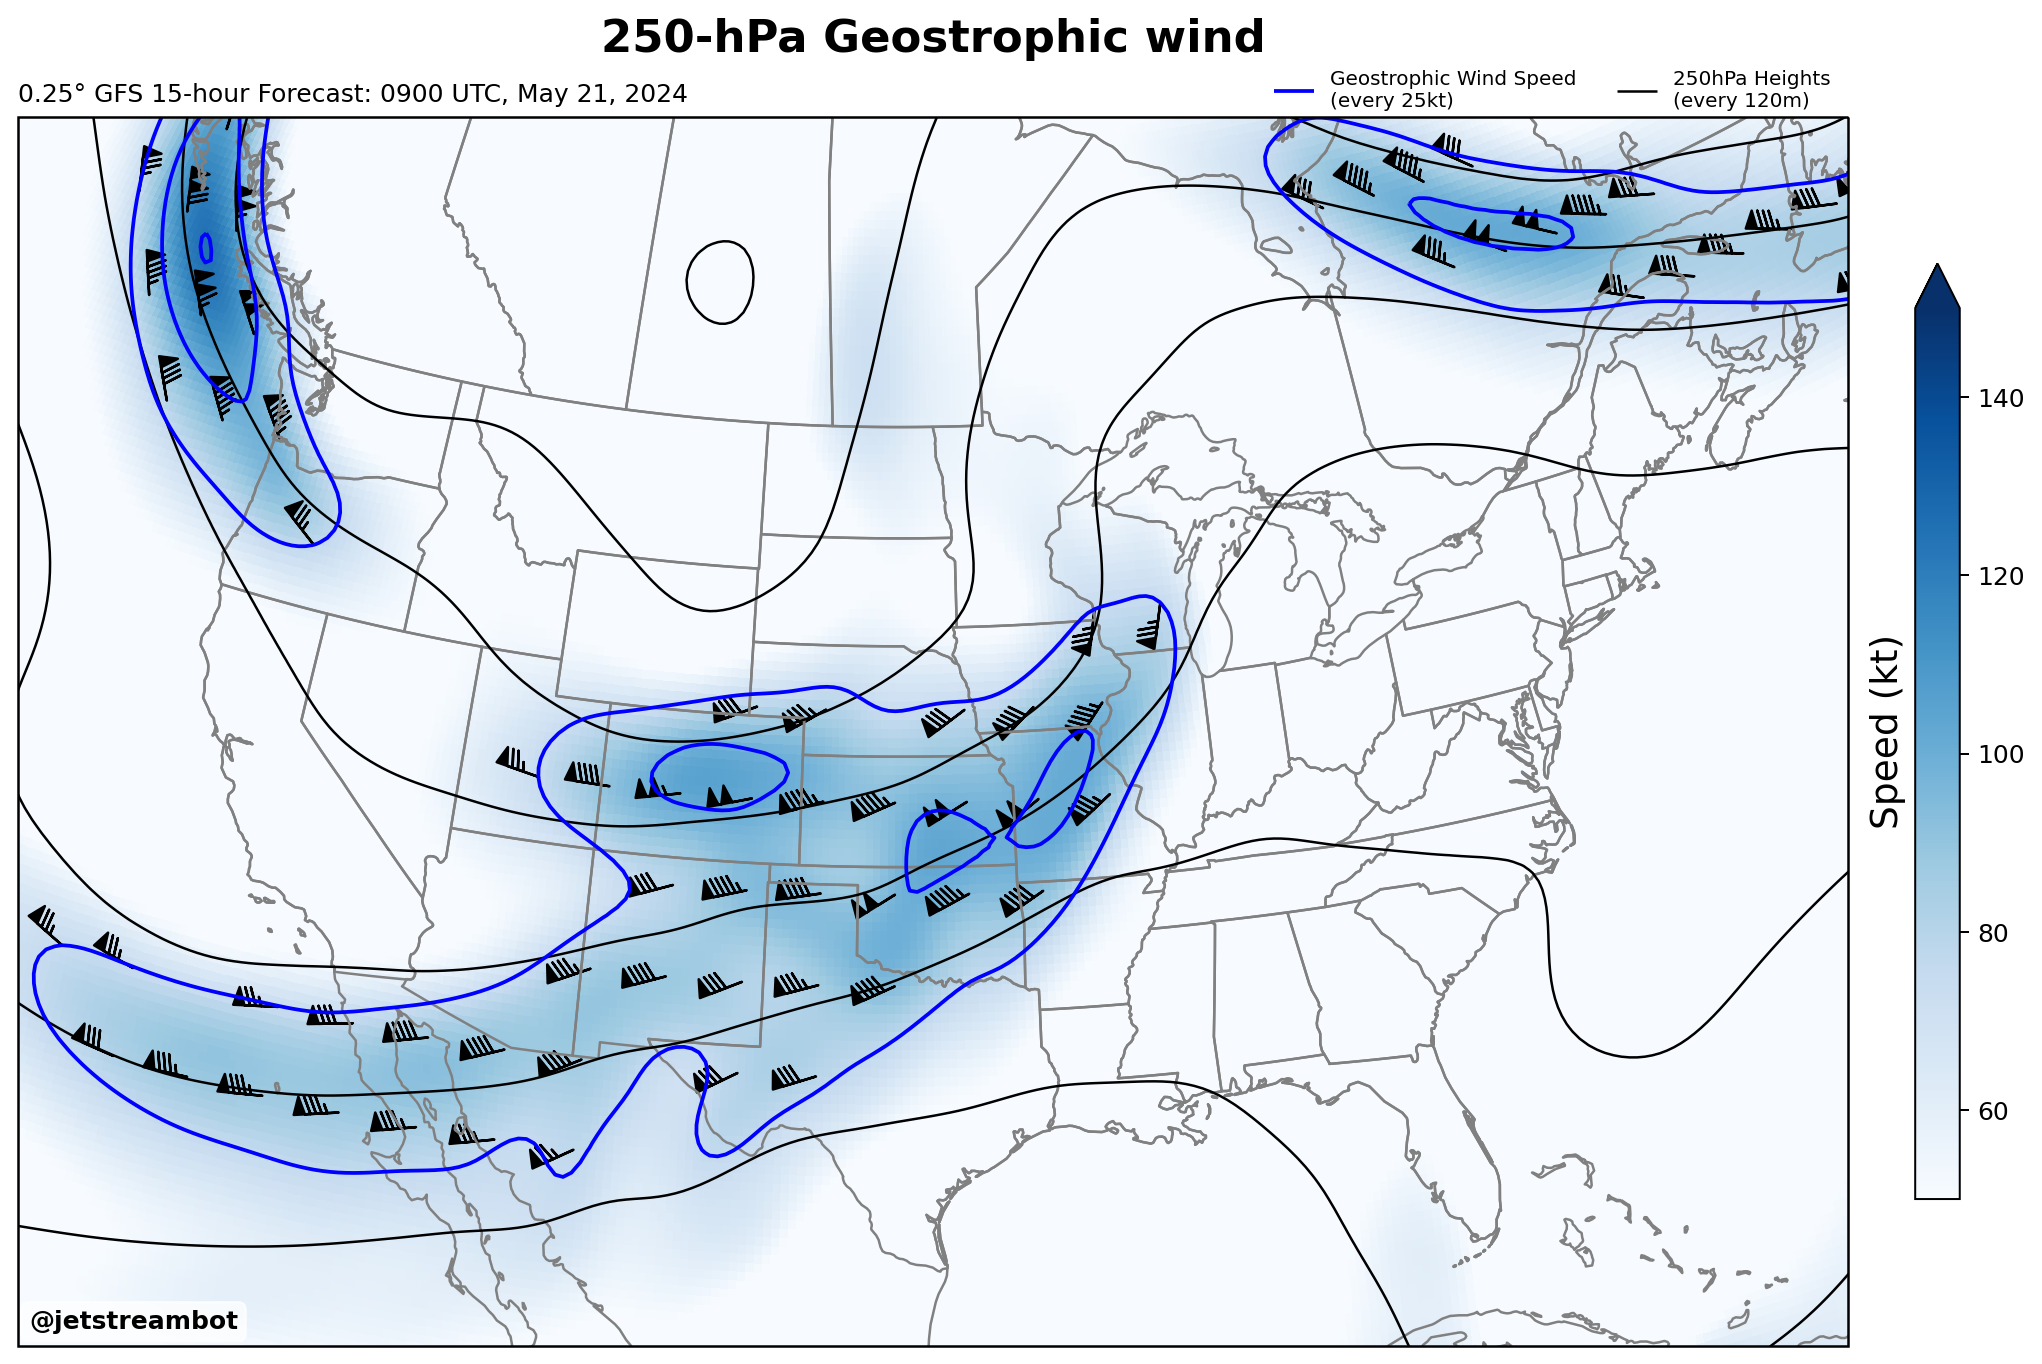 250-hPa Geostrophic wind
0.25° GFS 15-hour Forecast: 0900 UTC, May 21, 2024
Geostrophic Wind Speed
(every 25kt)
250hPa Heights
(every 120m)
140
120
100
80
60
Speed (kt)
@jetstreambot